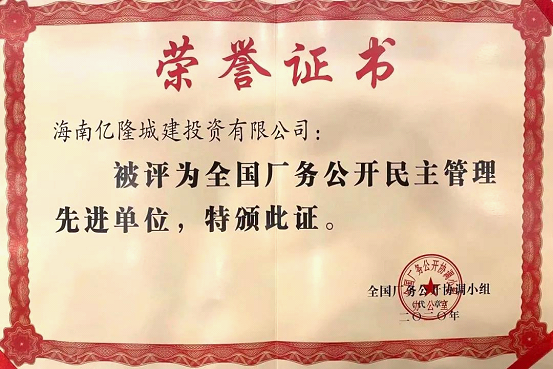 荣誉证书
海南亿隆城建投资有限公司：
被评为全国厂务公开民主管理
先进单位，特颁此证。
全国厂务公开协调小组
二〇二〇年